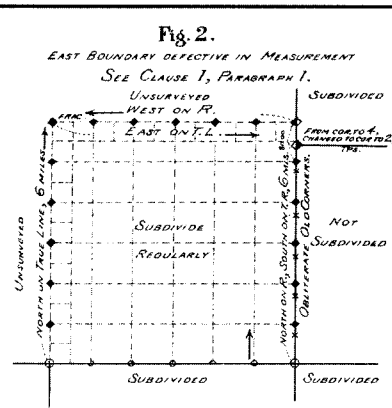 Fig. 2.
EAST BOUNDARY DEFECTIVE IN MEASUREMENT
SEE CLAUSE 1, PARAGRAPH 1.
UNSURVEYED
SUBDIVIDED
WEST ON R.
FRAC
EAST ON T.L.
FROM COR. TO 4,
CHANGED TO COR TO 2
TPS.
UNSURVEYED
NORTH ON TRUE LINE, 6 MILES
SUBDIVIDE
REGULARLY
NORTH ON R., SOUTH ON T.R., 6 MIS.
OBLITERATE OLD CORNERS.
NOT
SUBDIVIDED
SUBDIVIDED
SUBDIVIDED